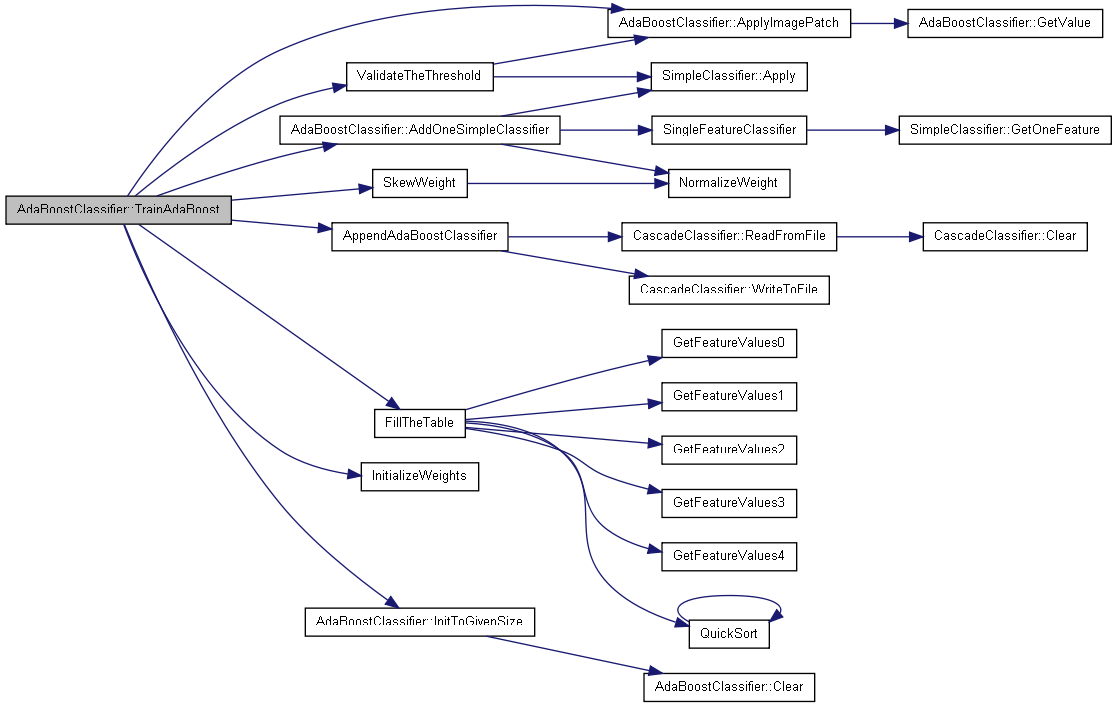 AdaBoostClassifier::ApplyImagePatch
AdaBoostClassifier::GetValue
ValidateTheThreshold
SimpleClassifier::Apply
AdaBoostClassifier::AddOneSimpleClassifier
SingleFeatureClassifier
SimpleClassifier::GetOneFeature
SkewWeight
NormalizeWeight
AdaBoostClassifier::TrainAdaBoost
AppendAdaBoostClassifier
CascadeClassifier::ReadFromFile
CascadeClassifier::Clear
CascadeClassifier::WriteToFile
GetFeatureValues0
GetFeatureValues1
FillTheTable
GetFeatureValues2
InitializeWeights
GetFeatureValues3
GetFeatureValues4
AdaBoostClassifier::InitToGivenSize
QuickSort
AdaBoostClassifier::Clear